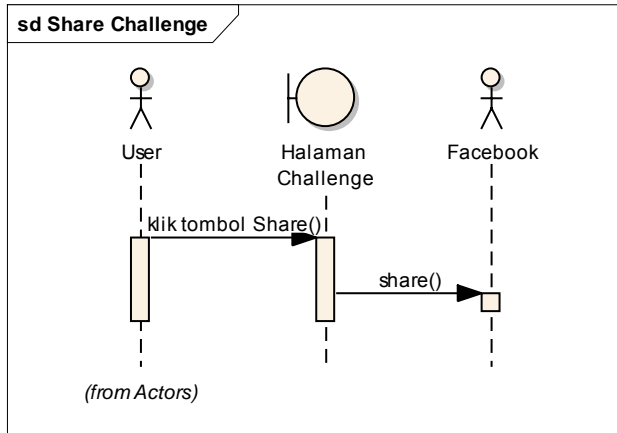 sd Share Challenge
User
Halaman
Challenge
Facebook
klik tombol Share()
share()
(from Actors)